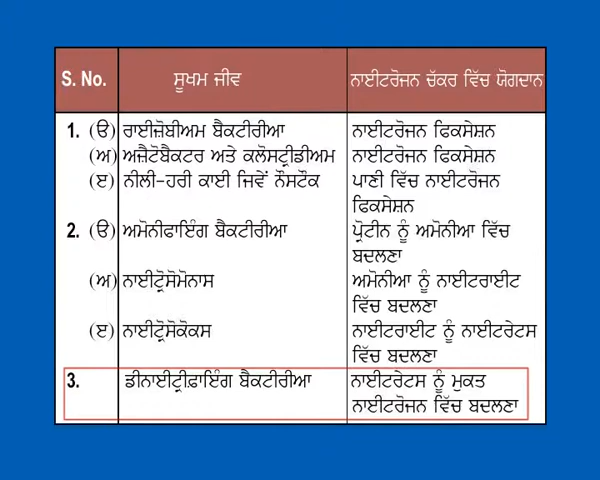 S. No. ਸੂਖਮ ਜੀਵ ਨਾਈਟਰੋਜਨ ਚੱਕਰ ਵਿੱਚ ਯੋਗਦਾਨ
1. (ੳ) ਰਾਈਜ਼ੋਬੀਅਮ ਬੈਕਟੀਰੀਆ ਨਾਈਟਰੋਜਨ ਫਿਕਸੇਸ਼ਨ
(ਅ) ਅਜ਼ੈਟੋਬੈਕਟਰ ਅਤੇ ਕਲੋਸਟ੍ਰੀਡੀਅਮ ਨਾਈਟਰੋਜਨ ਫਿਕਸੇਸ਼ਨ
(ੲ) ਨੀਲੀ-ਹਰੀ ਕਾਈ ਜਿਵੇਂ ਨੌਸਟੌਕ ਪਾਣੀ ਵਿੱਚ ਨਾਈਟਰੋਜਨ
ਫਿਕਸੇਸ਼ਨ
2. (ੳ) ਅਮੋਨੀਫਾਇੰਗ ਬੈਕਟੀਰੀਆ ਪ੍ਰੋਟੀਨ ਨੂੰ ਅਮੋਨੀਆ ਵਿੱਚ
ਬਦਲਣਾ
(ਅ) ਨਾਈਟ੍ਰੋਸੋਮੋਨਾਸ ਅਮੋਨੀਆ ਨੂੰ ਨਾਈਟਰਾਈਟ
ਵਿੱਚ ਬਦਲਣਾ
(ੲ) ਨਾਈਟ੍ਰੋਸੋਕੋਕਸ ਨਾਈਟਰਾਈਟ ਨੂੰ ਨਾਈਟਰੇਟਸ
ਵਿੱਚ ਬਦਲਣਾ
3. ਡੀਨਾਈਟ੍ਰੀਫ਼ਾਇੰਗ ਬੈਕਟੀਰੀਆ ਨਾਈਟਰੇਟਸ ਨੂੰ ਮੁਕਤ
ਨਾਈਟਰੋਜਨ ਵਿੱਚ ਬਦਲਣਾ